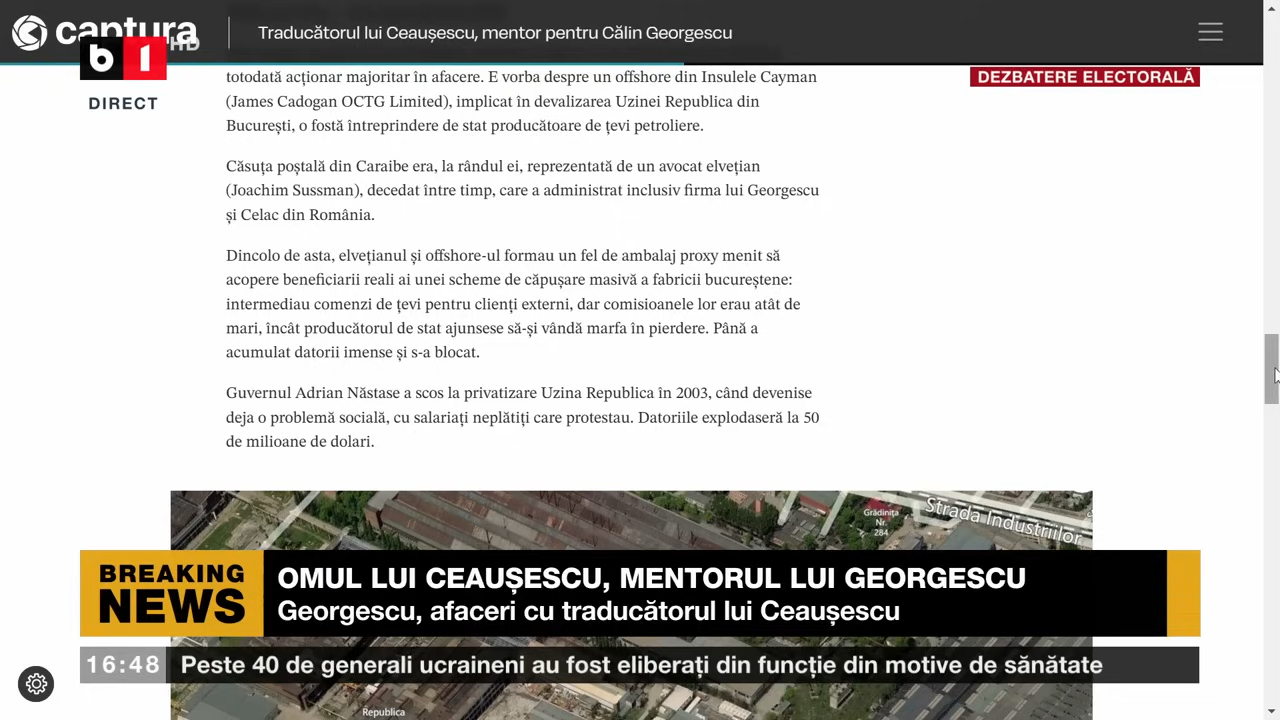 captura
Traducătorul lui Ceaușescu, mentor pentru Călin Georgescu
b1 HD
DIRECT
DEZBATERE ELECTORALĂ
totodată acționar majoritar în afacere. E vorba despre un offshore din Insulele Cayman
(James Cadogan OCTG Limited), implicat în devalizarea Uzinei Republica din
București, o fostă întreprindere de stat producătoare de țevi petroliere.
Căsuța poștală din Caraibe era, la rândul ei, reprezentată de un avocat elvețian
(Joachim Sussman), decedat între timp, care a administrat inclusiv firma lui Georgescu
și Celac din România.
Dincolo de asta, elvețianul și offshore-ul formau un fel de ambalaj proxy menit să
acopere beneficiarii reali ai unei scheme de căpușare masivă a fabricii bucureștene:
intermediau comenzi de țevi pentru clienți externi, dar comisioanele lor erau atât de
mari, încât producătorul de stat ajunsese să-și vândă marfa în pierdere. Până a
acumulat datorii imense și s-a blocat.
Guvernul Adrian Năstase a scos la privatizare Uzina Republica în 2003, când devenise
deja o problemă socială, cu salariați neplătiți care protestau. Datoriile explodaseră la 50
de milioane de dolari.
Grădinița
Nr.
284
Strada Industriilor
BREAKING
NEWS
OMUL LUI CEAUȘESCU, MENTORUL LUI GEORGESCU
Georgescu, afaceri cu traducătorul lui Ceaușescu
16:48 Peste 40 de generali ucraineni au fost eliberați din funcție din motive de sănătate
Republica